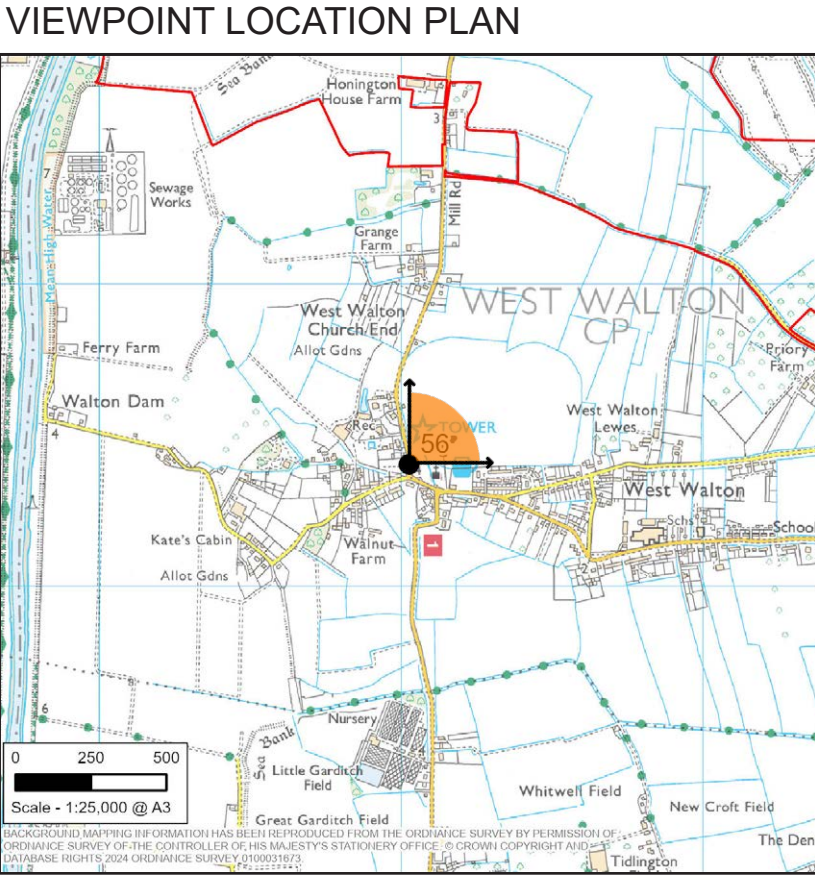 VIEWPOINT LOCATION PLAN
Sea Bank
Honington
House Farm
3
7
Sewage
Works
Mean High Water
Mill Rd
Grange
Farm
WEST WALTON
CP
West Walton
Church End
Allot Gdns
Ferry Farm
Priory
Farm
Walton Dam
4
Rec
TOWER
56°
West Walton
Lewes
West Walton
Kate's Cabin
Walnut
Farm
1
Schs
School
2
Allot Gdns
6
Nursery
Sea Bank
Little Garditch
Field
Whitwell Field
New Croft Field
Great Garditch Field
The Den
Tidlington
0 250 500
Scale - 1:25,000 @ A3
BACKGROUND MAPPING INFORMATION HAS BEEN REPRODUCED FROM THE ORDNANCE SURVEY BY PERMISSION OF
ORDNANCE SURVEY OF THE CONTROLLER OF HIS MAJESTY'S STATIONERY OFFICE. © CROWN COPYRIGHT AND
DATABASE RIGHTS 2024 ORDNANCE SURVEY 0100031673.